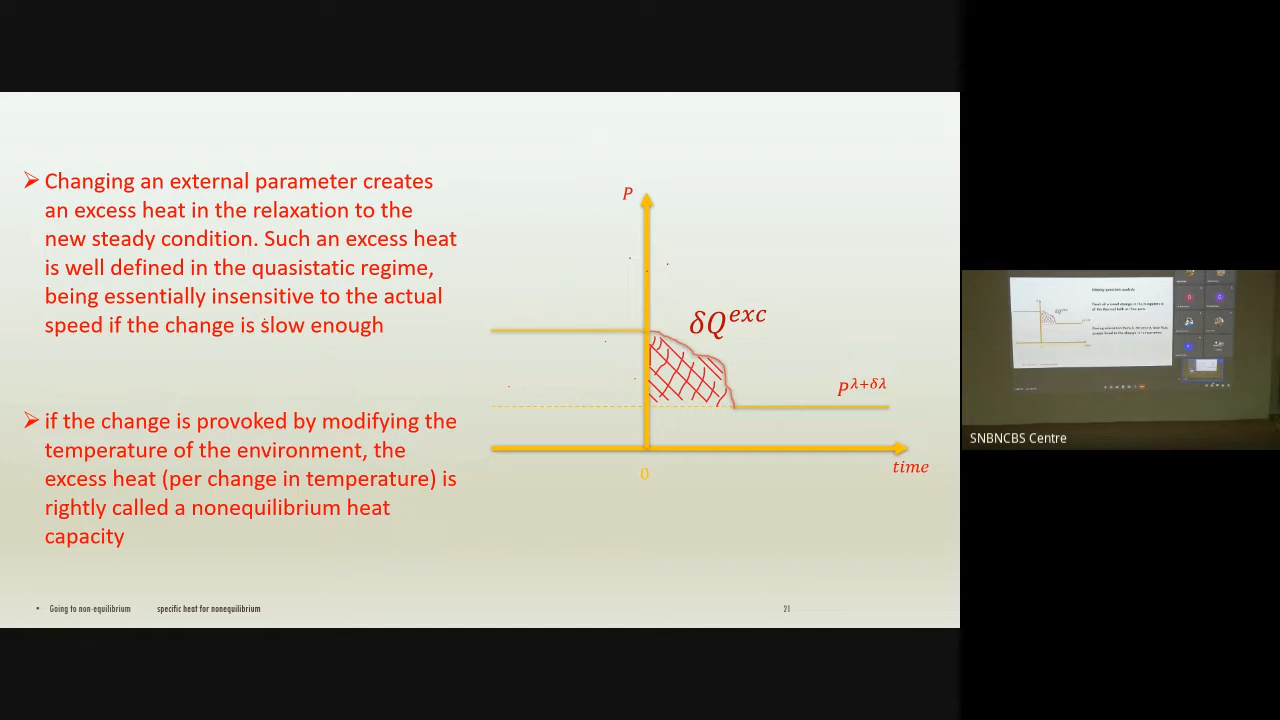 ➢ Changing an external parameter creates
an excess heat in the relaxation to the
new steady condition. Such an excess heat
is well defined in the quasistatic regime,
being essentially insensitive to the actual
speed if the change is slow enough
➢ if the change is provoked by modifying the
temperature of the environment, the
excess heat (per change in temperature) is
rightly called a nonequilibrium heat
capacity
P
δQ^{exc}
P^{λ+δλ}
time
0
• Going to non-equilibrium specific heat for nonequilibrium
21
SNBNCBS Centre